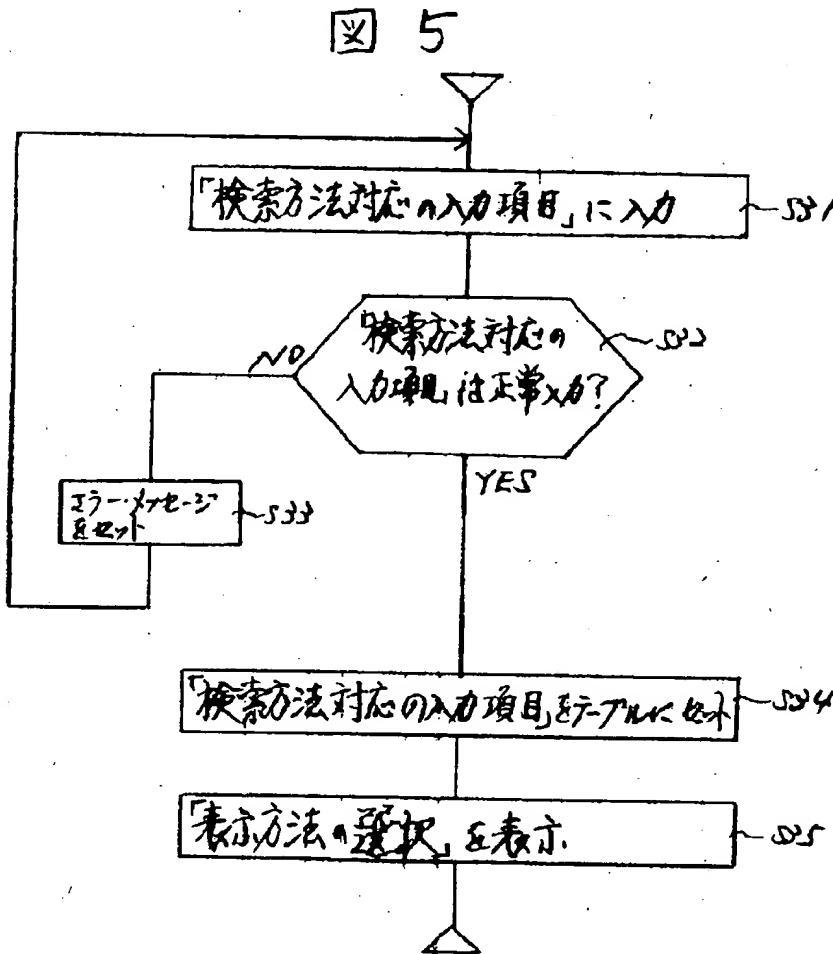 図 5
「検索方法対応の入力項目」に入力
S31
「検索方法対応の
入力項目」は正常入力?
S32
NO
YES
エラー・メッセージ
をセット
S33
「検索方法対応の入力項目」をテーブルにセット
S34
「表示方法の選択」を表示
S35